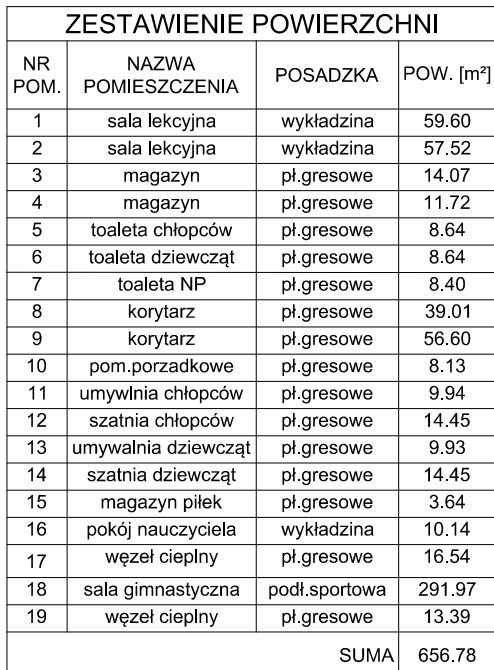 ZESTAWIENIE POWIERZCHNI
NR POM. NAZWA POMIESZCZENIA POSADZKA POW. [m²]
1 sala lekcyjna wykładzina 59.60
2 sala lekcyjna wykładzina 57.52
3 magazyn pł.gresowe 14.07
4 magazyn pł.gresowe 11.72
5 toaleta chłopców pł.gresowe 8.64
6 toaleta dziewcząt pł.gresowe 8.64
7 toaleta NP pł.gresowe 8.40
8 korytarz pł.gresowe 39.01
9 korytarz pł.gresowe 56.60
10 pom.porzadkowe pł.gresowe 8.13
11 umywlnia chłopców pł.gresowe 9.94
12 szatnia chłopców pł.gresowe 14.45
13 umywalnia dziewcząt pł.gresowe 9.93
14 szatnia dziewcząt pł.gresowe 14.45
15 magazyn piłek pł.gresowe 3.64
16 pokój nauczyciela wykładzina 10.14
17 węzeł cieplny pł.gresowe 16.54
18 sala gimnastyczna podł.sportowa 291.97
19 węzeł cieplny pł.gresowe 13.39
SUMA 656.78